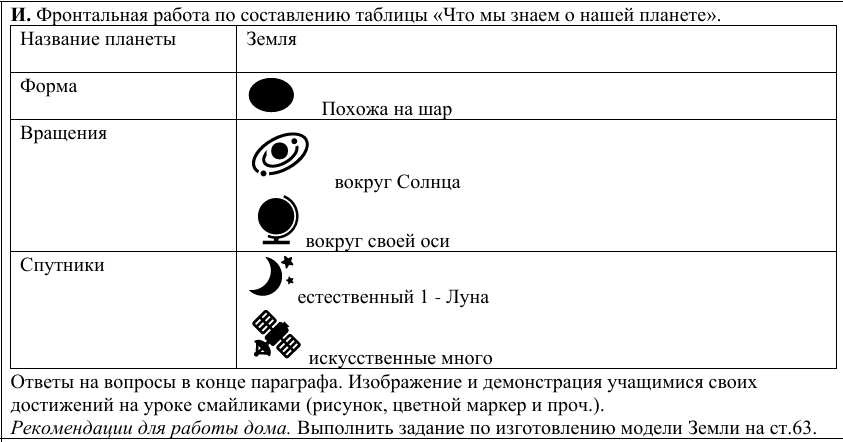 И. Фронтальная работа по составлению таблицы «Что мы знаем о нашей планете».
Название планеты Земля
Форма
Похожа на шар
Вращения
вокруг Солнца
вокруг своей оси
Спутники
естественный 1 - Луна
искусственные много
Ответы на вопросы в конце параграфа. Изображение и демонстрация учащимися своих
достижений на уроке смайликами (рисунок, цветной маркер и проч.).
Рекомендации для работы дома. Выполнить задание по изготовлению модели Земли на ст.63.